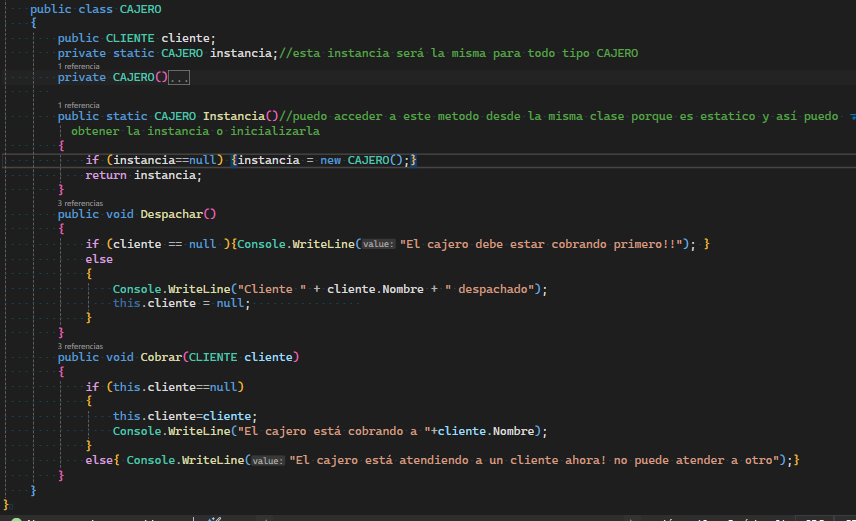 public class CAJERO
{
public CLIENTE cliente;
private static CAJERO instancia;//esta instancia será la misma para todo tipo CAJERO
1 referencia
private CAJERO()...
1 referencia
public static CAJERO Instancia()//puedo acceder a este metodo desde la misma clase porque es estatico y así puedo
obtener la instancia o inicializarla
{
if (instancia==null) {instancia = new CAJERO();}
return instancia;
}
3 referencias
public void Despachar()
{
if (cliente == null ){Console.WriteLine(value: "El cajero debe estar cobrando primero!!"); }
else
{
Console.WriteLine("Cliente " + cliente.Nombre + " despachado");
this.cliente = null;
}
}
3 referencias
public void Cobrar(CLIENTE cliente)
{
if (this.cliente==null)
{
this.cliente=cliente;
Console.WriteLine("El cajero está cobrando a "+cliente.Nombre);
}
else{ Console.WriteLine(value: "El cajero está atendiendo a un cliente ahora! no puede atender a otro");}
}
}
}